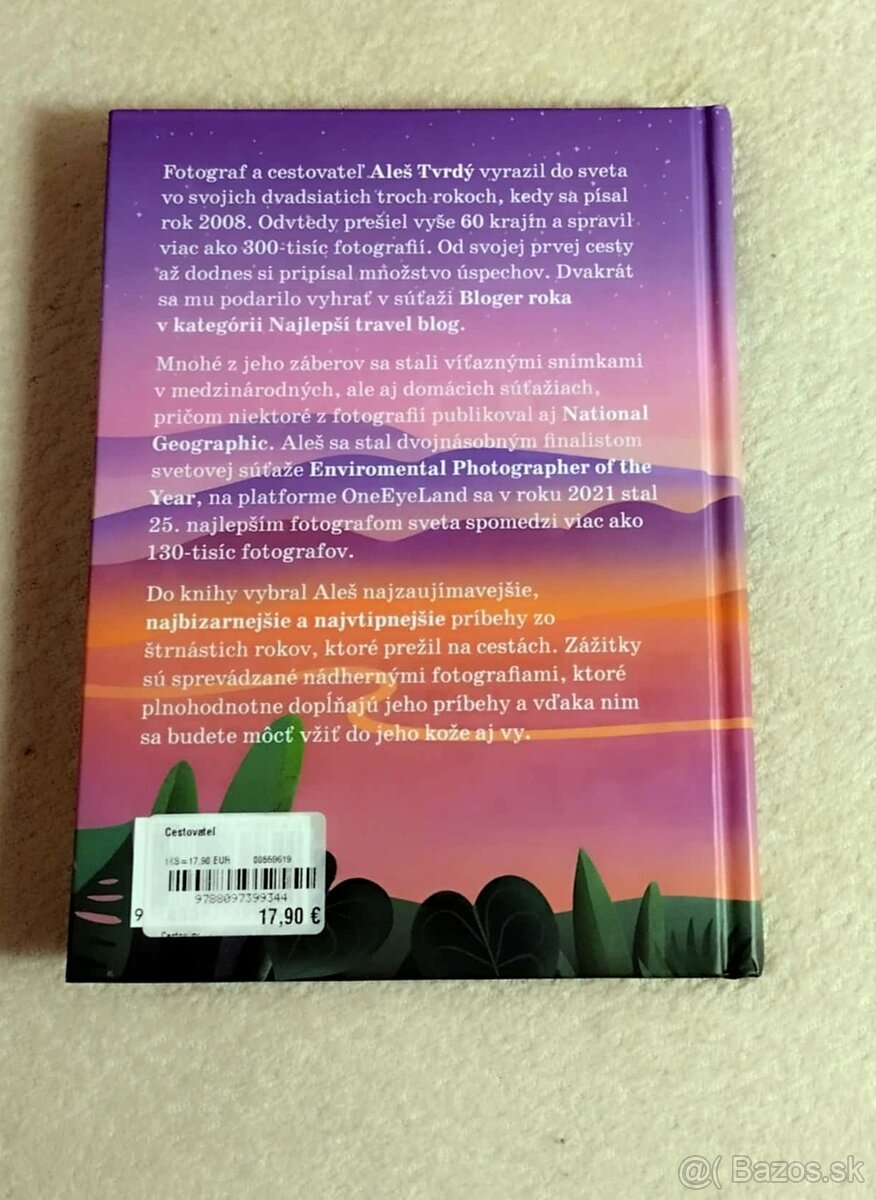 Fotograf a cestovateľ Aleš Tvrdý vyrazil do sveta
vo svojich dvadsiatich troch rokoch, kedy sa písal
rok 2008. Odvtedy prešiel vyše 60 krajín a spravil
viac ako 300-tisíc fotografií. Od svojej prvej cesty
až dodnes si pripísal množstvo úspechov. Dvakrát
sa mu podarilo vyhrať v súťaži Bloger roka
v kategórii Najlepší travel blog.
Mnohé z jeho záberov sa stali víťaznými snímkami
v medzinárodných, ale aj domácich súťažiach,
pričom niektoré z fotografií publikoval aj National
Geographic. Aleš sa stal dvojnásobným finalistom
svetovej súťaže Enviromental Photographer of the
Year, na platforme OneEyeLand sa v roku 2021 stal
25. najlepším fotografom sveta spomedzi viac ako
130-tisíc fotografov.
Do knihy vybral Aleš najzaujímavejšie,
najbizarnejšie a najvtipnejšie príbehy zo
štrnástich rokov, ktoré prežil na cestách. Zážitky
sú sprevádzané nádhernými fotografiami, ktoré
plnohodnotne dopĺňajú jeho príbehy a vďaka nim
sa budete môcť vžiť do jeho kože aj vy.
Cestovateľ
1KS=17,90 EUR 00559619
9788097399344
9
17,90 €
@( Bazos.sk